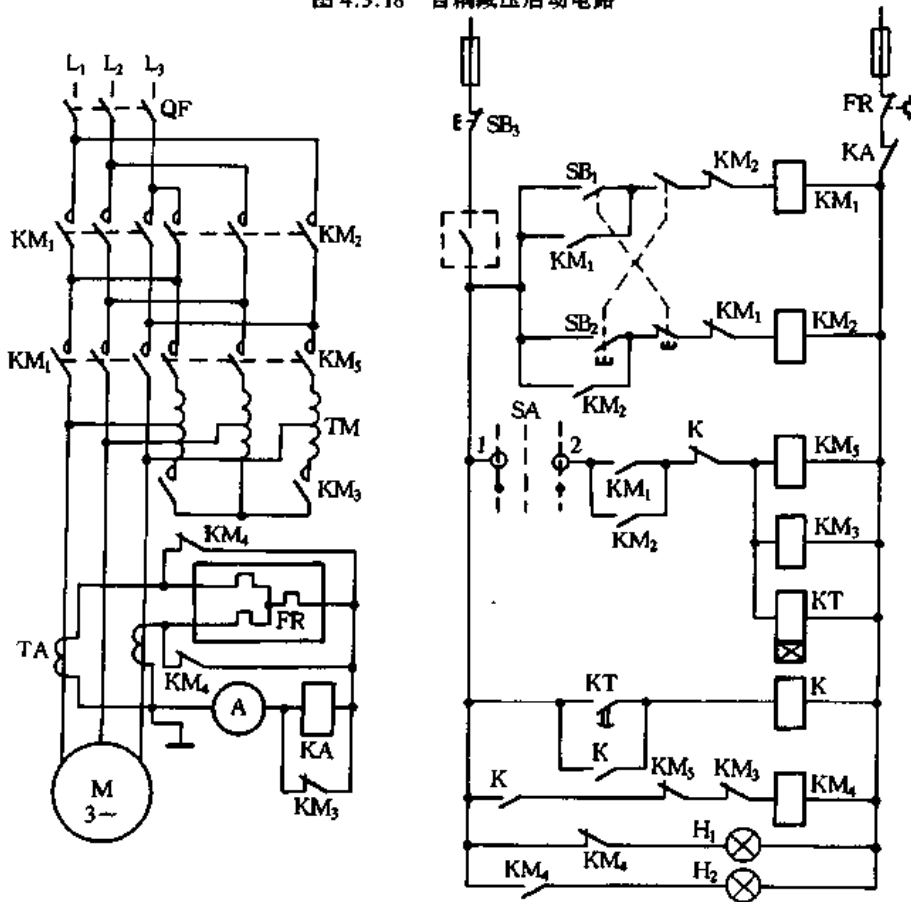 图 4.3.18 自耦减压启动电路
L₁ L₂ L₃
QF
KM₁
KM₂
KM₁
KM₅
TM
KM₃
KM₄
FR
TA
KM₄
A
KA
KM₃
M
3~
SB₃
FR
KA
SB₁
KM₂
KM₁
KM₁
SB₂
KM₁
KM₂
KM₂
SA
1
2
K
KM₅
KM₁
KM₂
KM₃
KT
KT
K
K
K
KM₅
KM₃
KM₄
KM₄
H₁
KM₄
H₂